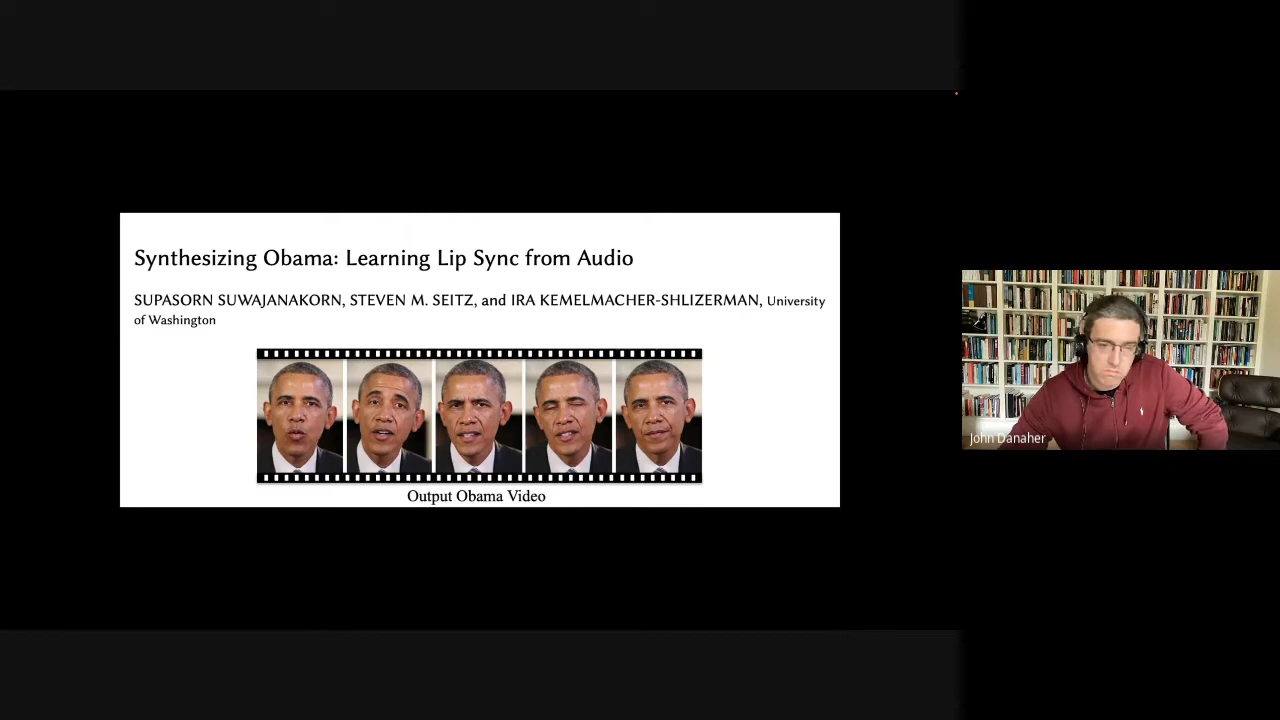 Synthesizing Obama: Learning Lip Sync from Audio
SUPASORN SUWAJANAKORN, STEVEN M. SEITZ, and IRA KEMELMACHER-SHLIZERMAN, University
of Washington
Output Obama Video
John Danaher